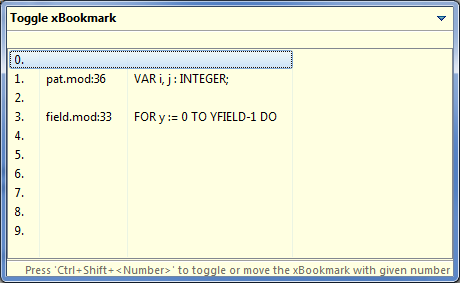 Toggle xBookmark
0.
1. pat.mod:36 VAR i, j : INTEGER;
2.
3. field.mod:33 FOR y := 0 TO YFIELD-1 DO
4.
5.
6.
7.
8.
9.
Press 'Ctrl+Shift+<Number>' to toggle or move the xBookmark with given number